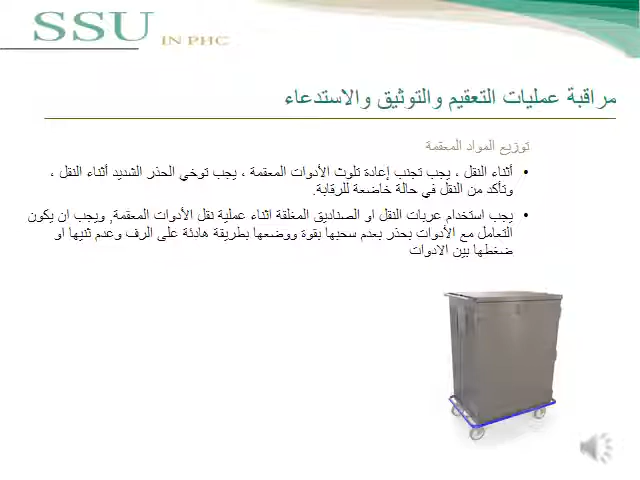 SSU IN PHC
مراقبة عمليات التعقيم والتوثيق والاستدعاء
توزيع المواد المعقمة
• أثناء النقل ، يجب تجنب إعادة تلوث الأدوات المعقمة ، يجب توخي الحذر الشديد أثناء النقل ،
وتأكد من النقل في حالة خاضعة للرقابة.
• يجب استخدام عربات النقل او الصناديق المغلقة اثناء عملية نقل الأدوات المعقمة, ويجب ان يكون
التعامل مع الأدوات بحذر بعدم سحبها بقوة ووضعها بطريقة هادئة على الرف وعدم ثنيها او
ضغطها بين الادوات